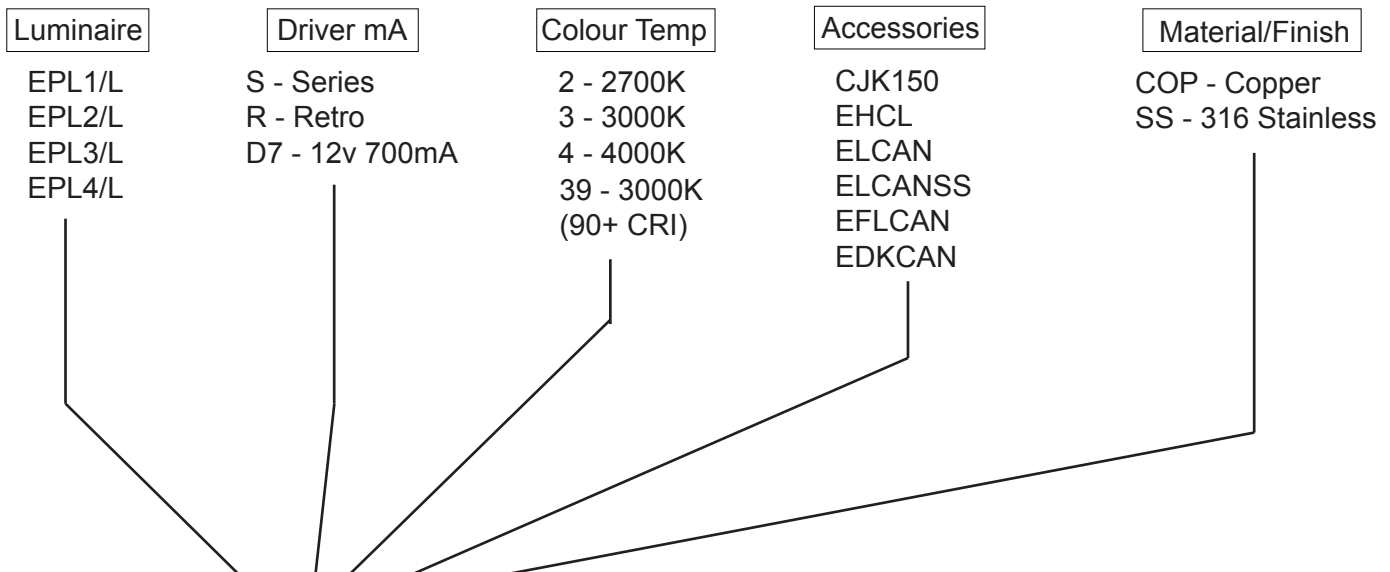 Luminaire
EPL1/L
EPL2/L
EPL3/L
EPL4/L
Driver mA
S - Series
R - Retro
D7 - 12v 700mA
Colour Temp
2 - 2700K
3 - 3000K
4 - 4000K
39 - 3000K
(90+ CRI)
Accessories
CJK150
EHCL
ELCAN
ELCANSS
EFLCAN
EDKCAN
Material/Finish
COP - Copper
SS - 316 Stainless